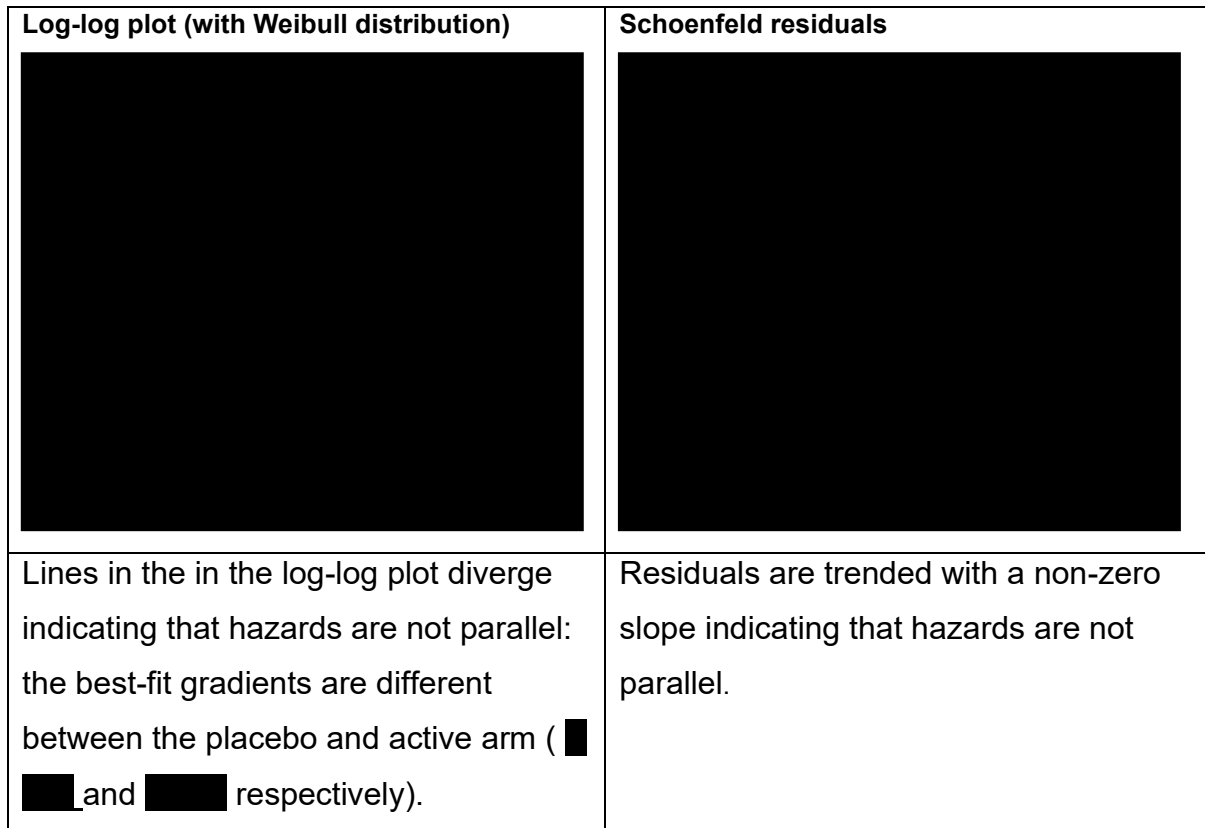 Log-log plot (with Weibull distribution)
Schoenfeld residuals
Lines in the in the log-log plot diverge
indicating that hazards are not parallel:
the best-fit gradients are different
between the placebo and active arm (
and respectively).
Residuals are trended with a non-zero
slope indicating that hazards are not
parallel.